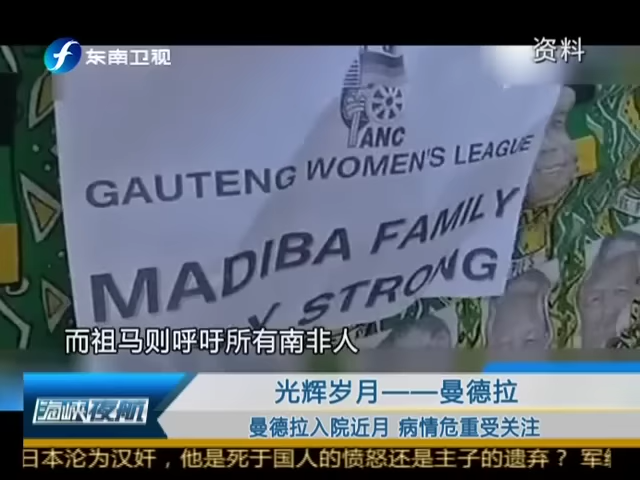 东南卫视
资料
ANC
GAUTENG WOMEN'S LEAGUE
MADIBA FAMILY
Y STRONG
而祖马则呼吁所有南非人
光辉岁月——曼德拉
海峡夜航
曼德拉入院近月 病情危重受关注
日本沦为汉奸，他是死于国人的愤怒还是主子的遗弃？ 军统